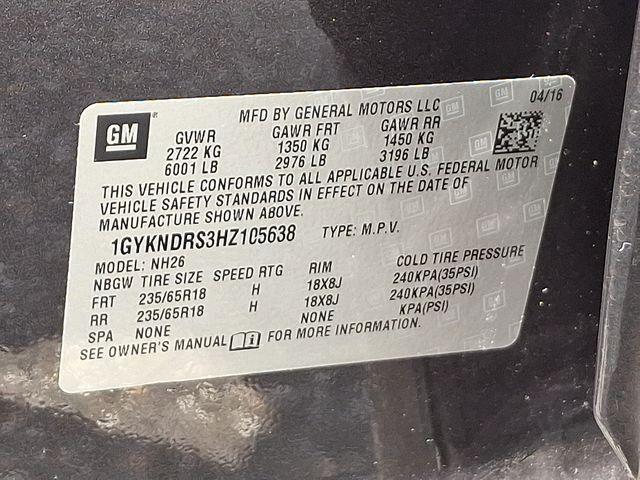 GM
MFD BY GENERAL MOTORS LLC 04/16
GVWR GAWR FRT GAWR RR
2722 KG 1350 KG 1450 KG
6001 LB 2976 LB 3196 LB
THIS VEHICLE CONFORMS TO ALL APPLICABLE U.S. FEDERAL MOTOR
VEHICLE SAFETY STANDARDS IN EFFECT ON THE DATE OF
MANUFACTURE SHOWN ABOVE.
1GYKNDRS3HZ105638 TYPE: M.P.V.
MODEL: NH26
NBGW TIRE SIZE SPEED RTG RIM COLD TIRE PRESSURE
FRT 235/65R18 H 18X8J 240KPA(35PSI)
RR 235/65R18 H 18X8J 240KPA(35PSI)
SPA NONE NONE KPA(PSI)
SEE OWNER'S MANUAL FOR MORE INFORMATION.